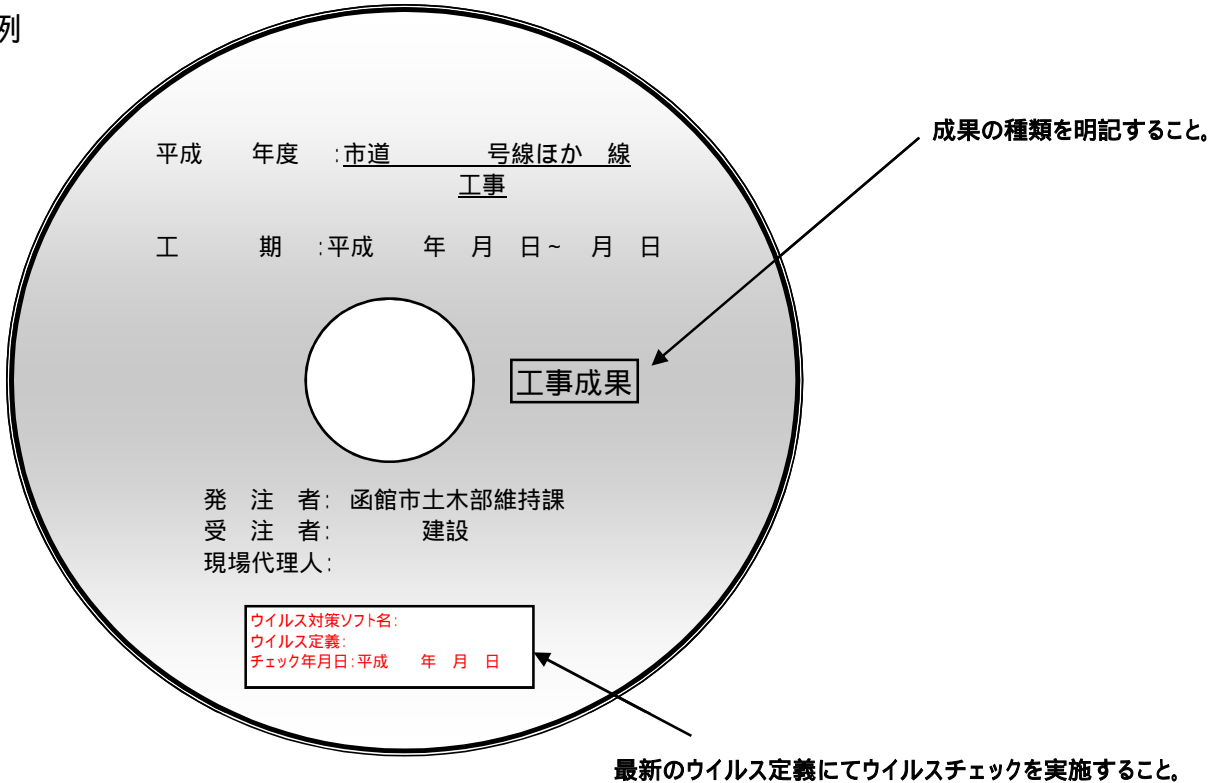 例
成果の種類を明記すること。
平成　　年度　:市道　　　　号線ほか　線
工事
工　　　期　:平成　　年　月　日~　月　日
工事成果
発　注　者:　函館市土木部維持課
受　注　者:　　　　建設
現場代理人:
ウイルス対策ソフト名:
ウイルス定義:
チェック年月日:平成　　年　月　日
最新のウイルス定義にてウイルスチェックを実施すること。